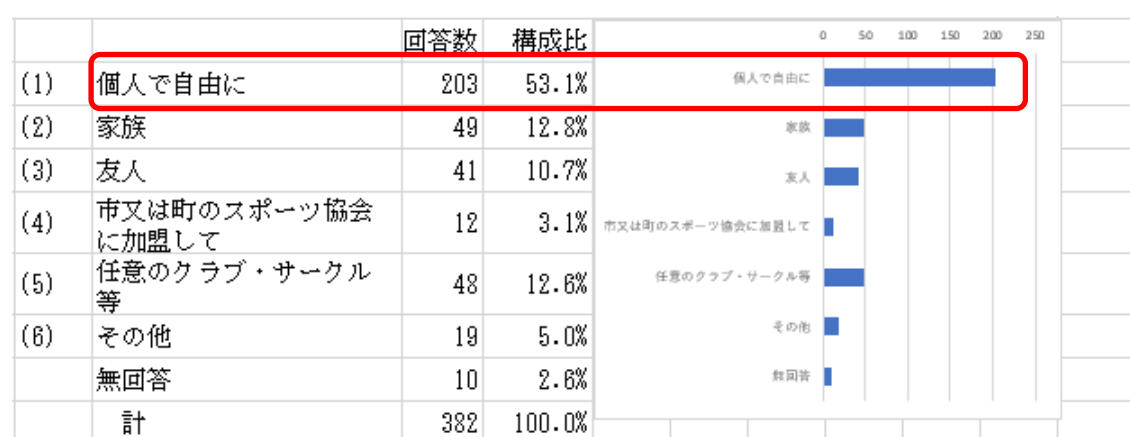 回答数 構成比
(1) 個人で自由に 203 53.1%
(2) 家族 49 12.8%
(3) 友人 41 10.7%
(4) 市又は町のスポーツ協会
に加盟して 12 3.1%
(5) 任意のクラブ・サークル
等 48 12.6%
(6) その他 19 5.0%
無回答 10 2.6%
計 382 100.0%
0 50 100 150 200 250
個人で自由に
家族
友人
市又は町のスポーツ協会に加盟して
任意のクラブ・サークル等
その他
無回答